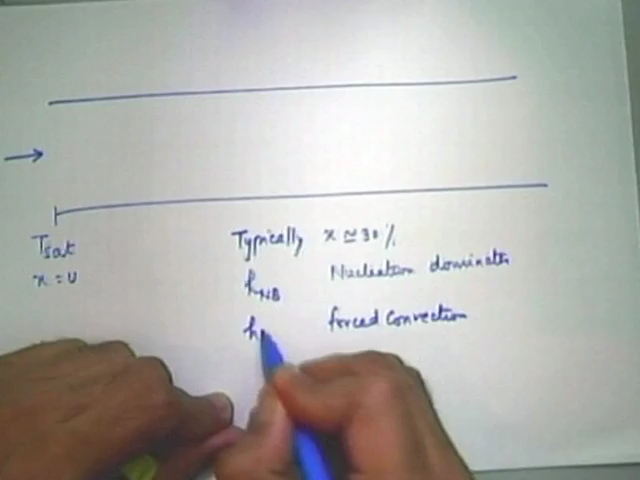 Tsat
x = 0
Typically x ≃ 30%
hNB Nucleation dominates
h forced convection